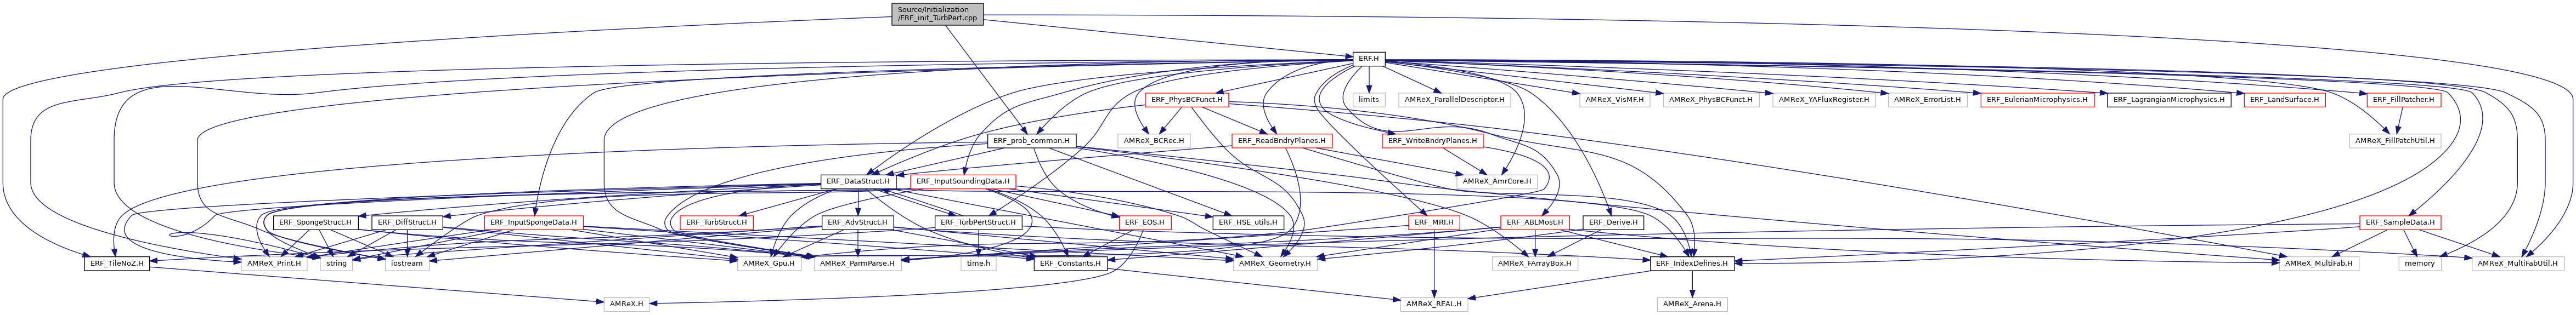 Source/Initialization
/ERF_init_TurbPert.cpp
ERF.H
ERF_PhysBCFunct.H
limits
AMReX_ParallelDescriptor.H
AMReX_VisMF.H
AMReX_PhysBCFunct.H
AMReX_YAFluxRegister.H
AMReX_ErrorList.H
ERF_EulerianMicrophysics.H
ERF_LagrangianMicrophysics.H
ERF_LandSurface.H
ERF_FillPatcher.H
ERF_prob_common.H
AMReX_BCRec.H
ERF_ReadBndryPlanes.H
ERF_WriteBndryPlanes.H
AMReX_FillPatchUtil.H
ERF_DataStruct.H
ERF_InputSoundingData.H
AMReX_AmrCore.H
ERF_SpongeStruct.H
ERF_DiffStruct.H
ERF_InputSpongeData.H
ERF_TurbStruct.H
ERF_AdvStruct.H
ERF_TurbPertStruct.H
ERF_EOS.H
ERF_HSE_utils.H
ERF_MRI.H
ERF_ABLMost.H
ERF_Derive.H
ERF_SampleData.H
ERF_TileNoZ.H
AMReX_Print.H
string
iostream
AMReX_Gpu.H
AMReX_ParmParse.H
time.h
ERF_Constants.H
AMReX_Geometry.H
AMReX_FArrayBox.H
ERF_IndexDefines.H
AMReX_MultiFab.H
memory
AMReX_MultiFabUtil.H
AMReX.H
AMReX_REAL.H
AMReX_Arena.H